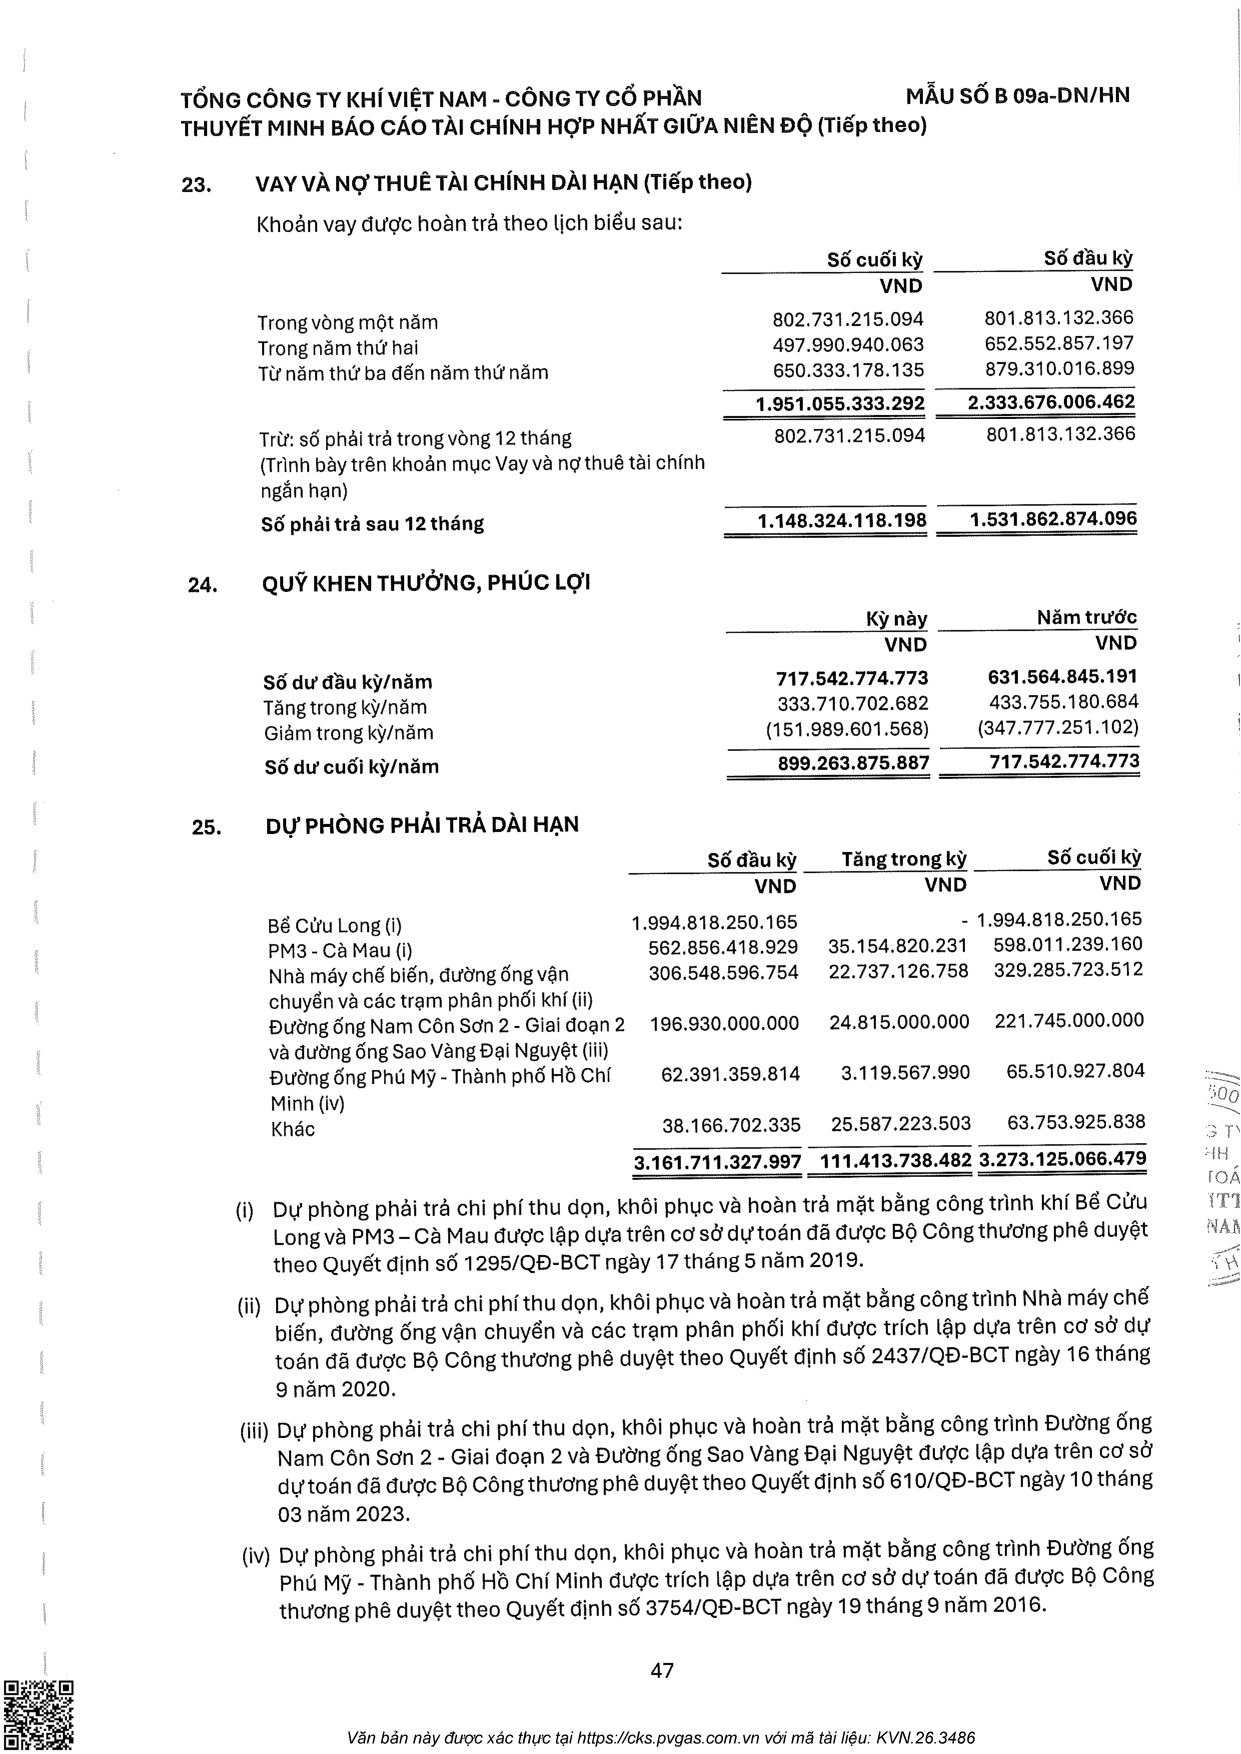 TỔNG CÔNG TY KHÍ VIỆT NAM - CÔNG TY CỔ PHẦN MẪU SỐ B 09a-DN/HN
THUYẾT MINH BÁO CÁO TÀI CHÍNH HỢP NHẤT GIỮA NIÊN ĐỘ (Tiếp theo)
23. VAY VÀ NỢ THUÊ TÀI CHÍNH DÀI HẠN (Tiếp theo)
Khoản vay được hoàn trả theo lịch biểu sau:
Số cuối kỳ Số đầu kỳ
VND VND
Trong vòng một năm 802.731.215.094 801.813.132.366
Trong năm thứ hai 497.990.940.063 652.552.857.197
Từ năm thứ ba đến năm thứ năm 650.333.178.135 879.310.016.899
1.951.055.333.292 2.333.676.006.462
Trừ: số phải trả trong vòng 12 tháng 802.731.215.094 801.813.132.366
(Trình bày trên khoản mục Vay và nợ thuê tài chính
ngắn hạn)
Số phải trả sau 12 tháng 1.148.324.118.198 1.531.862.874.096
24. QUỸ KHEN THƯỞNG, PHÚC LỢI
Kỳ này Năm trước
VND VND
Số dư đầu kỳ/năm 717.542.774.773 631.564.845.191
Tăng trong kỳ/năm 333.710.702.682 433.755.180.684
Giảm trong kỳ/năm (151.989.601.568) (347.777.251.102)
Số dư cuối kỳ/năm 899.263.875.887 717.542.774.773
25. DỰ PHÒNG PHẢI TRẢ DÀI HẠN
Số đầu kỳ Tăng trong kỳ Số cuối kỳ
VND VND VND
Bể Cửu Long (i) 1.994.818.250.165 - 1.994.818.250.165
PM3 - Cà Mau (i) 562.856.418.929 35.154.820.231 598.011.239.160
Nhà máy chế biến, đường ống vận 306.548.596.754 22.737.126.758 329.285.723.512
chuyển và các trạm phân phối khí (ii)
Đường ống Nam Côn Sơn 2 - Giai đoạn 2 196.930.000.000 24.815.000.000 221.745.000.000
và đường ống Sao Vàng Đại Nguyệt (iii)
Đường ống Phú Mỹ - Thành phố Hồ Chí 62.391.359.814 3.119.567.990 65.510.927.804
Minh (iv)
Khác 38.166.702.335 25.587.223.503 63.753.925.838
3.161.711.327.997 111.413.738.482 3.273.125.066.479
(i) Dự phòng phải trả chi phí thu dọn, khôi phục và hoàn trả mặt bằng công trình khí Bể Cửu
Long và PM3 – Cà Mau được lập dựa trên cơ sở dự toán đã được Bộ Công thương phê duyệt
theo Quyết định số 1295/QĐ-BCT ngày 17 tháng 5 năm 2019.
(ii) Dự phòng phải trả chi phí thu dọn, khôi phục và hoàn trả mặt bằng công trình Nhà máy chế
biến, đường ống vận chuyển và các trạm phân phối khí được trích lập dựa trên cơ sở dự
toán đã được Bộ Công thương phê duyệt theo Quyết định số 2437/QĐ-BCT ngày 16 tháng
9 năm 2020.
(iii) Dự phòng phải trả chi phí thu dọn, khôi phục và hoàn trả mặt bằng công trình Đường ống
Nam Côn Sơn 2 - Giai đoạn 2 và Đường ống Sao Vàng Đại Nguyệt được lập dựa trên cơ sở
dự toán đã được Bộ Công thương phê duyệt theo Quyết định số 610/QĐ-BCT ngày 10 tháng
03 năm 2023.
(iv) Dự phòng phải trả chi phí thu dọn, khôi phục và hoàn trả mặt bằng công trình Đường ống
Phú Mỹ - Thành phố Hồ Chí Minh được trích lập dựa trên cơ sở dự toán đã được Bộ Công
thương phê duyệt theo Quyết định số 3754/QĐ-BCT ngày 19 tháng 9 năm 2016.
47
Văn bản này được xác thực tại https://cks.pvgas.com.vn với mã tài liệu: KVN.26.3486